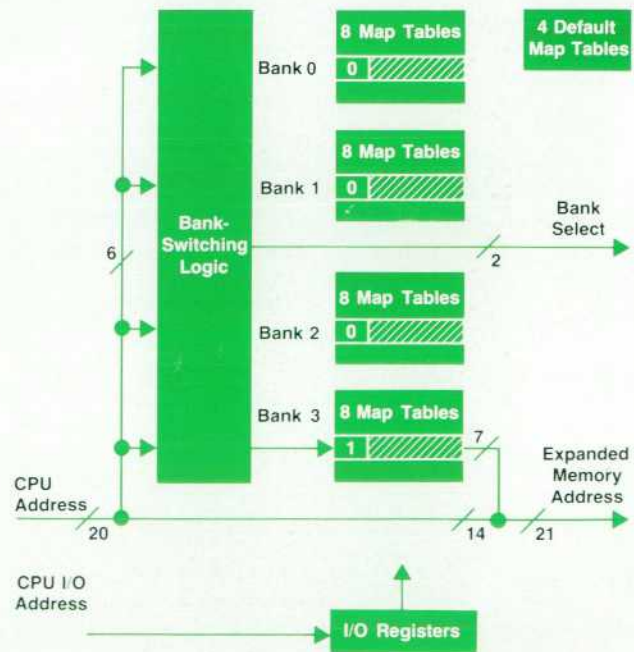 8 Map Tables
4 Default
Map Tables
Bank 0
0
8 Map Tables
Bank 1
0
Bank-
Switching
Logic
Bank
Select
6
2
8 Map Tables
Bank 2
0
Bank 3
8 Map Tables
1
7
CPU
Address
Expanded
Memory
Address
20
14
21
CPU I/O
Address
I/O Registers